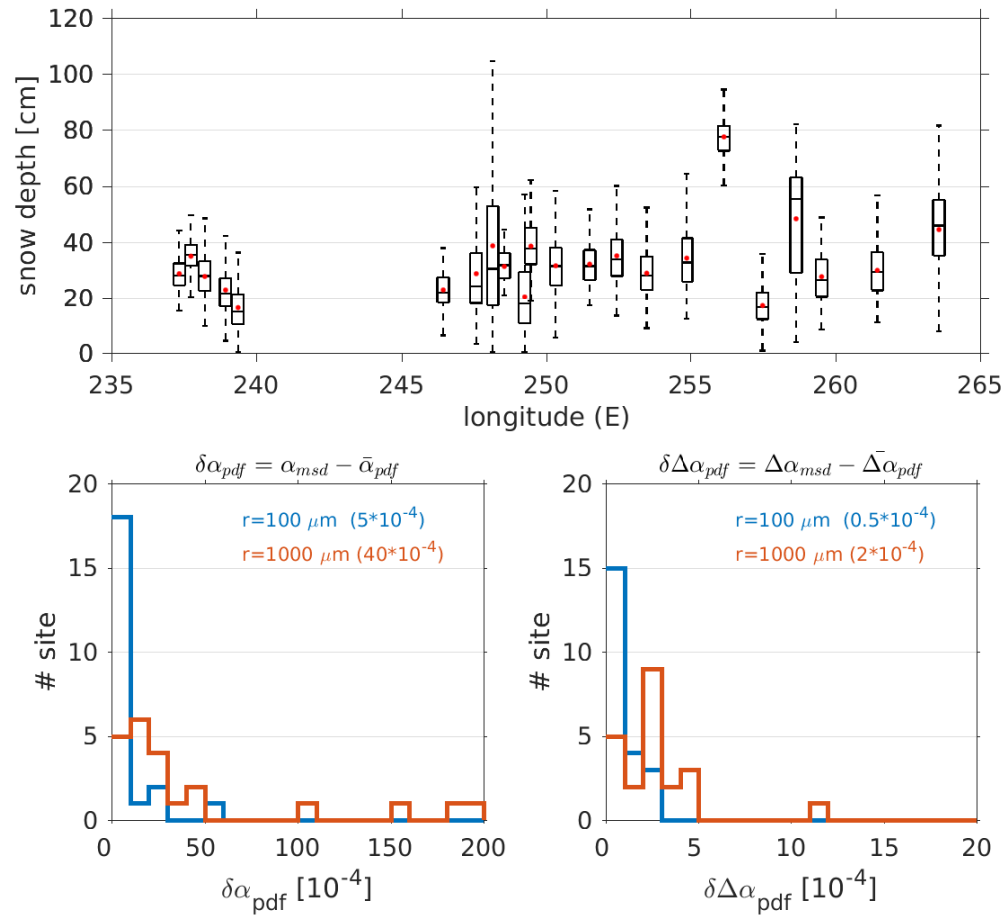 120
100
80
60
40
20
0
snow depth [cm]
235 240 245 250 255 260 265
longitude (E)
δα_pdf = α_msd − ᾱ_pdf
20
15
10
5
0
# site
r=100 μm (5*10^-4)
r=1000 μm (40*10^-4)
0 50 100 150 200
δα_pdf [10^-4]
δΔα_pdf = Δα_msd − Δ̄α_pdf
20
15
10
5
0
# site
r=100 μm (0.5*10^-4)
r=1000 μm (2*10^-4)
0 5 10 15 20
δΔα_pdf [10^-4]